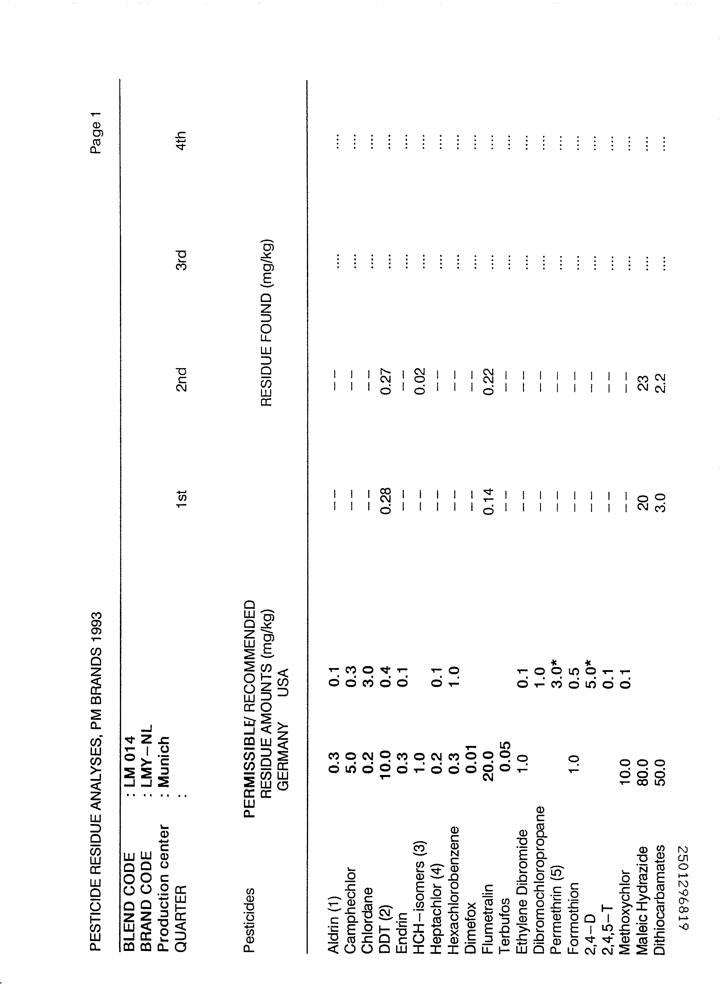 PESTICIDE RESIDUE ANALYSES, PM BRANDS 1993 Page 1
BLEND CODE : LM 014
BRAND CODE : LMY-NL
Production center : Munich
QUARTER : 1st 2nd 3rd 4th
Pesticides PERMISSIBLE/ RECOMMENDED
RESIDUE AMOUNTS (mg/kg) RESIDUE FOUND (mg/kg)
GERMANY USA
Aldrin (1) 0.3 0.1 -- -- .... ....
Camphechlor 5.0 0.3 -- -- .... ....
Chlordane 0.2 3.0 -- -- .... ....
DDT (2) 10.0 0.4 0.28 0.27 .... ....
Endrin 0.3 0.1 -- -- .... ....
HCH-isomers (3) 1.0 -- 0.02 .... ....
Heptachlor (4) 0.2 0.1 -- -- .... ....
Hexachlorobenzene 0.3 1.0 -- -- .... ....
Dimefox 0.01 -- -- .... ....
Flumetralin 20.0 0.14 0.22 .... ....
Terbufos 0.05 -- -- .... ....
Ethylene Dibromide 1.0 0.1 -- -- .... ....
Dibromochloropropane 1.0 -- -- .... ....
Permethrin (5) 3.0* -- -- .... ....
Formothion 1.0 0.5 -- -- .... ....
2,4-D 5.0* -- -- .... ....
2,4,5-T 0.1 -- -- .... ....
Methoxychlor 10.0 0.1 -- -- .... ....
Maleic Hydrazide 80.0 20 23 .... ....
Dithiocarbamates 50.0 3.0 2.2 .... ....
2501296819